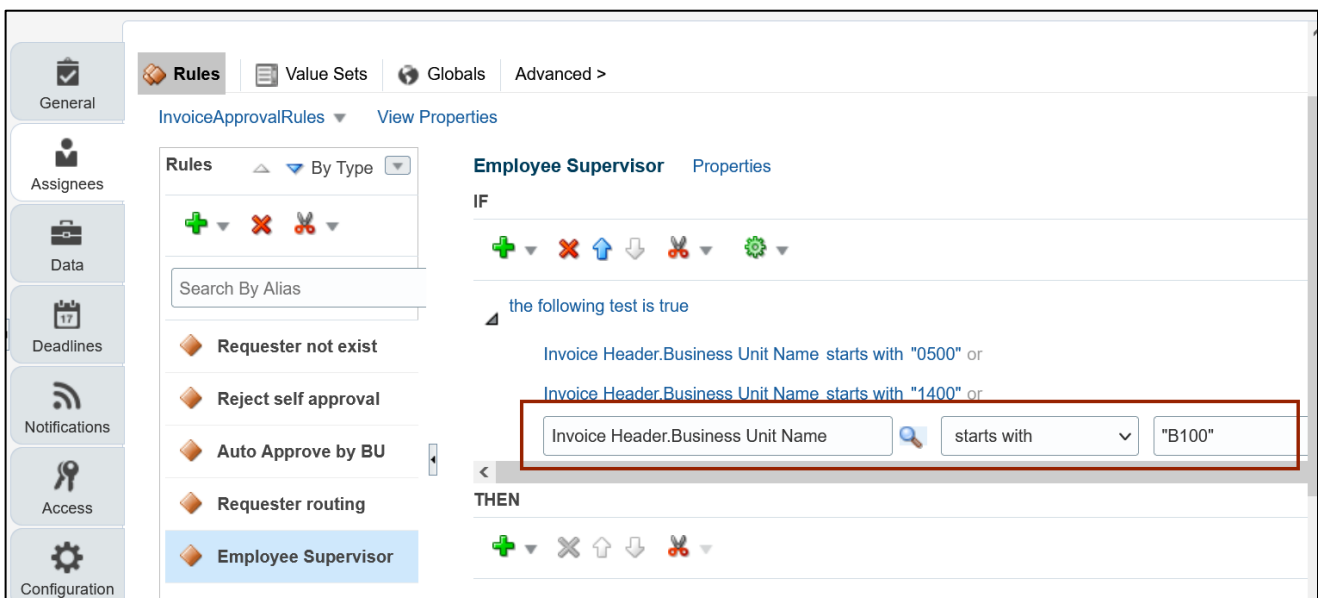 Rules Value Sets Globals Advanced >
General
InvoiceApprovalRules View Properties
Rules By Type
Employee Supervisor Properties
Assignees
IF
Data
Search By Alias
the following test is true
17
Deadlines
Requester not exist
Invoice Header.Business Unit Name starts with "0500" or
Reject self approval
Invoice Header.Business Unit Name starts with "1400" or
Notifications
Invoice Header.Business Unit Name starts with "B100"
Auto Approve by BU
THEN
Access
Requester routing
Employee Supervisor
Configuration